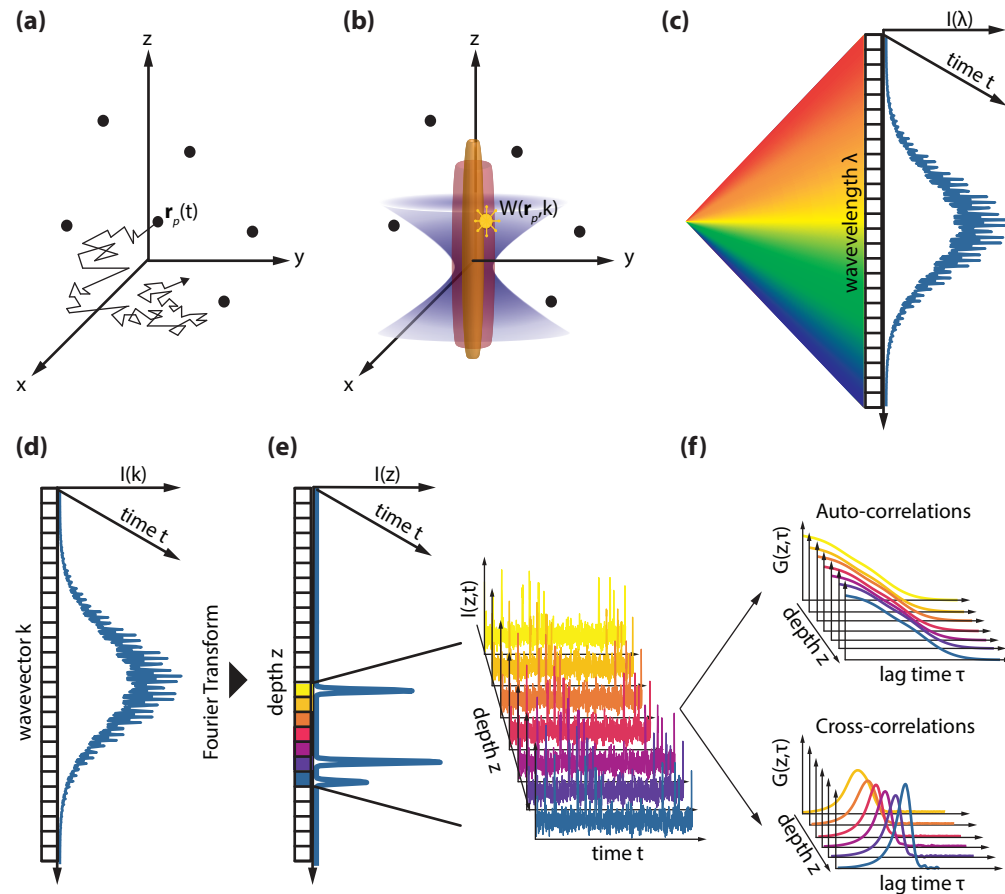 (a)
z
r_p(t)
y
x
(b)
z
W(r_p,k)
y
x
(c)
I(λ)
time t
wavevelength λ
(d)
I(k)
time t
wavevector k
Fourier Transform
(e)
I(z)
time t
depth z
I(z,t)
depth z
time t
(f)
Auto-correlations
G(z,τ)
depth z
lag time τ
Cross-correlations
G(z,τ)
depth z
lag time τ